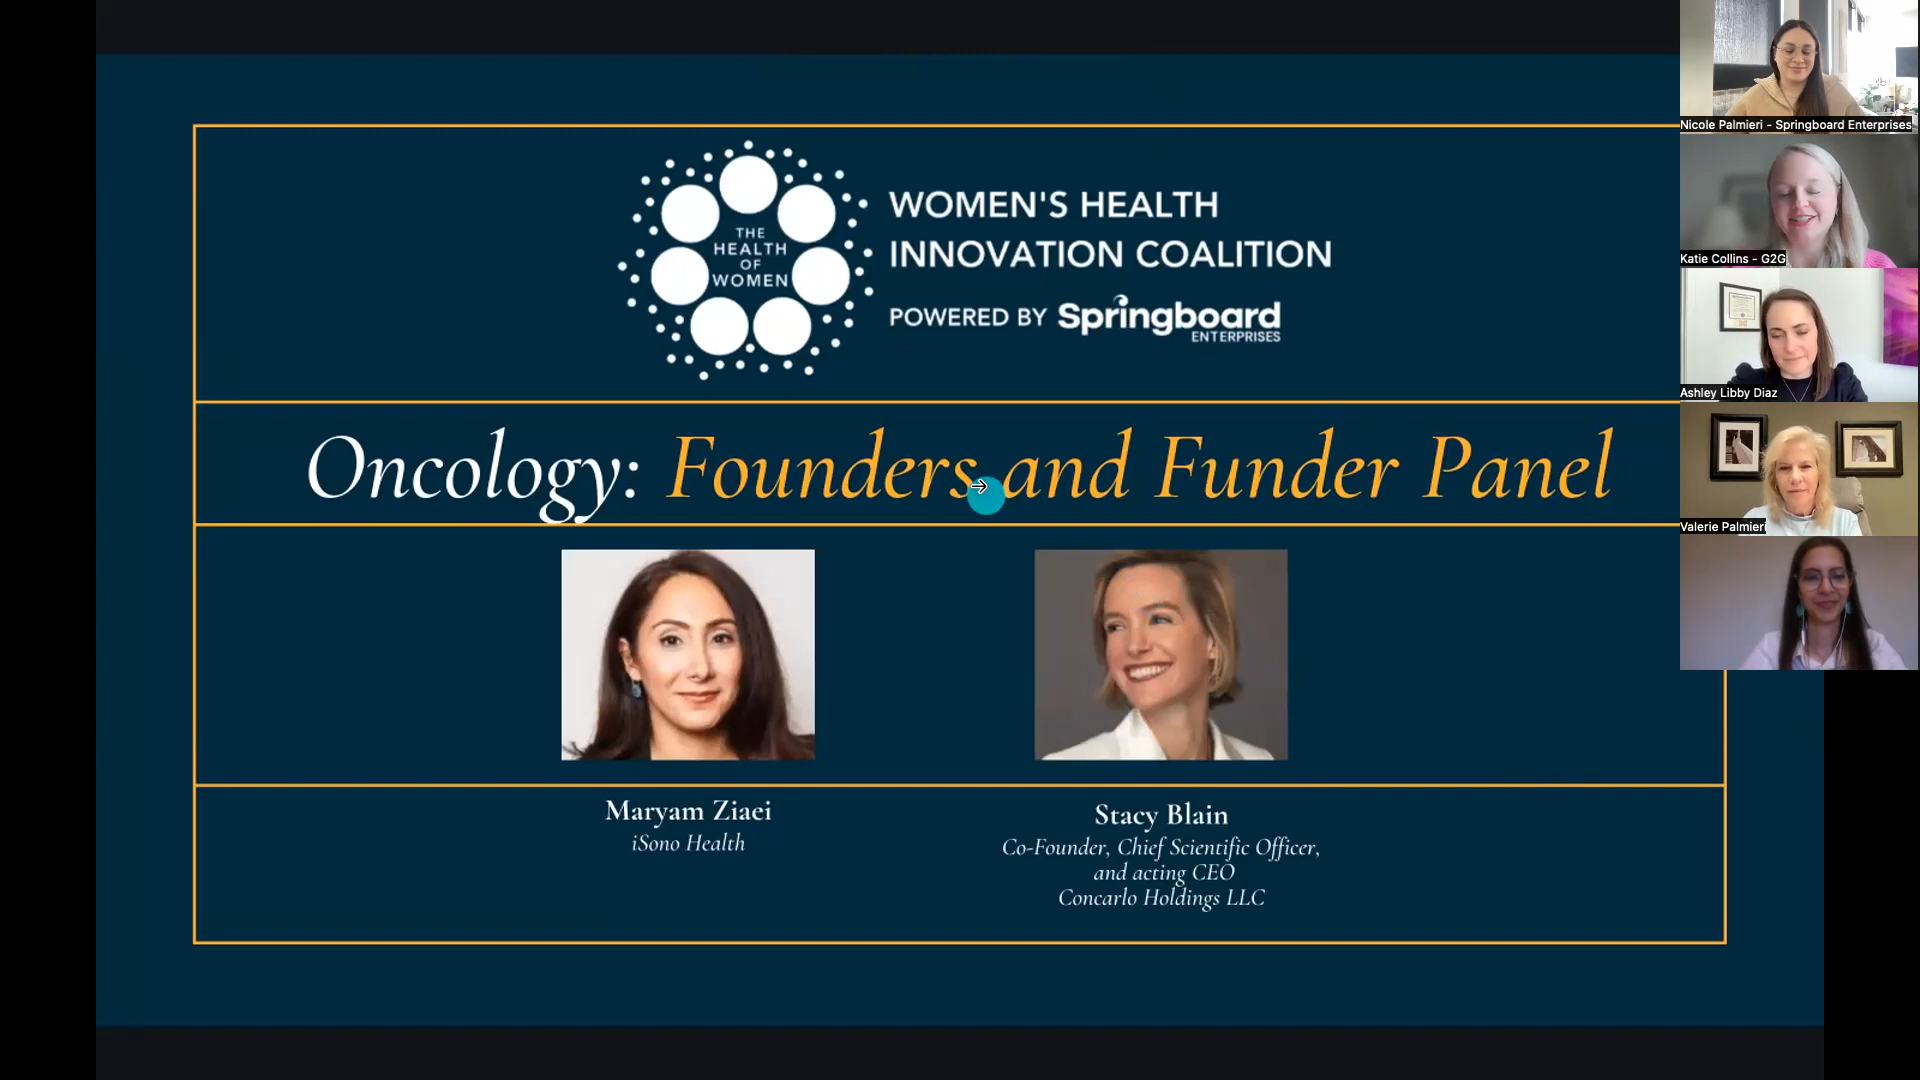 THE
HEALTH
OF
WOMEN
WOMEN'S HEALTH
INNOVATION COALITION
POWERED BY Springboard
ENTERPRISES
Oncology: Founders and Funder Panel
Maryam Ziaei
iSono Health
Stacy Blain
Co-Founder, Chief Scientific Officer,
and acting CEO
Concarlo Holdings LLC
Nicole Palmieri - Springboard Enterprises
Katie Collins - G2G
Ashley Libby Diaz
Valerie Palmieri